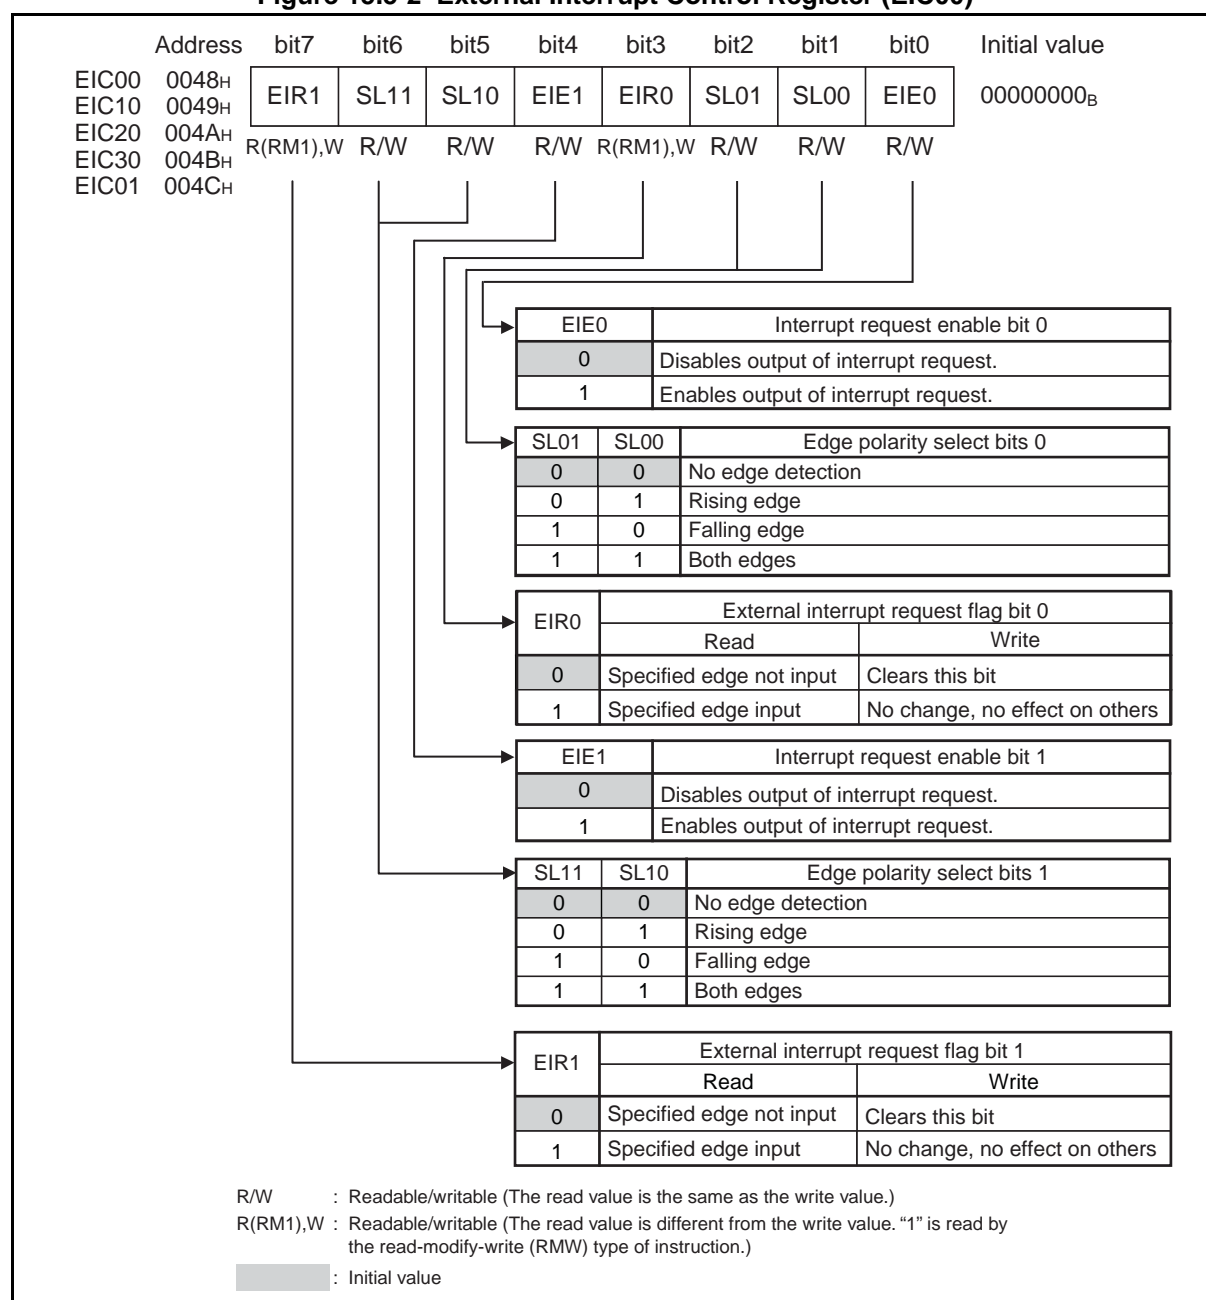 Figure 18.5-2 External Interrupt Control Register (EIC00)
Address bit7 bit6 bit5 bit4 bit3 bit2 bit1 bit0 Initial value
EIC00 0048H EIR1 SL11 SL10 EIE1 EIR0 SL01 SL00 EIE0 00000000B
EIC10 0049H
EIC20 004AH R(RM1),W R/W R/W R/W R(RM1),W R/W R/W R/W
EIC30 004BH
EIC01 004CH
EIE0 Interrupt request enable bit 0
0 Disables output of interrupt request.
1 Enables output of interrupt request.
SL01 SL00 Edge polarity select bits 0
0 0 No edge detection
0 1 Rising edge
1 0 Falling edge
1 1 Both edges
EIR0 External interrupt request flag bit 0
Read Write
0 Specified edge not input Clears this bit
1 Specified edge input No change, no effect on others
EIE1 Interrupt request enable bit 1
0 Disables output of interrupt request.
1 Enables output of interrupt request.
SL11 SL10 Edge polarity select bits 1
0 0 No edge detection
0 1 Rising edge
1 0 Falling edge
1 1 Both edges
EIR1 External interrupt request flag bit 1
Read Write
0 Specified edge not input Clears this bit
1 Specified edge input No change, no effect on others
R/W : Readable/writable (The read value is the same as the write value.)
R(RM1),W : Readable/writable (The read value is different from the write value. “1” is read by
the read-modify-write (RMW) type of instruction.)
: Initial value